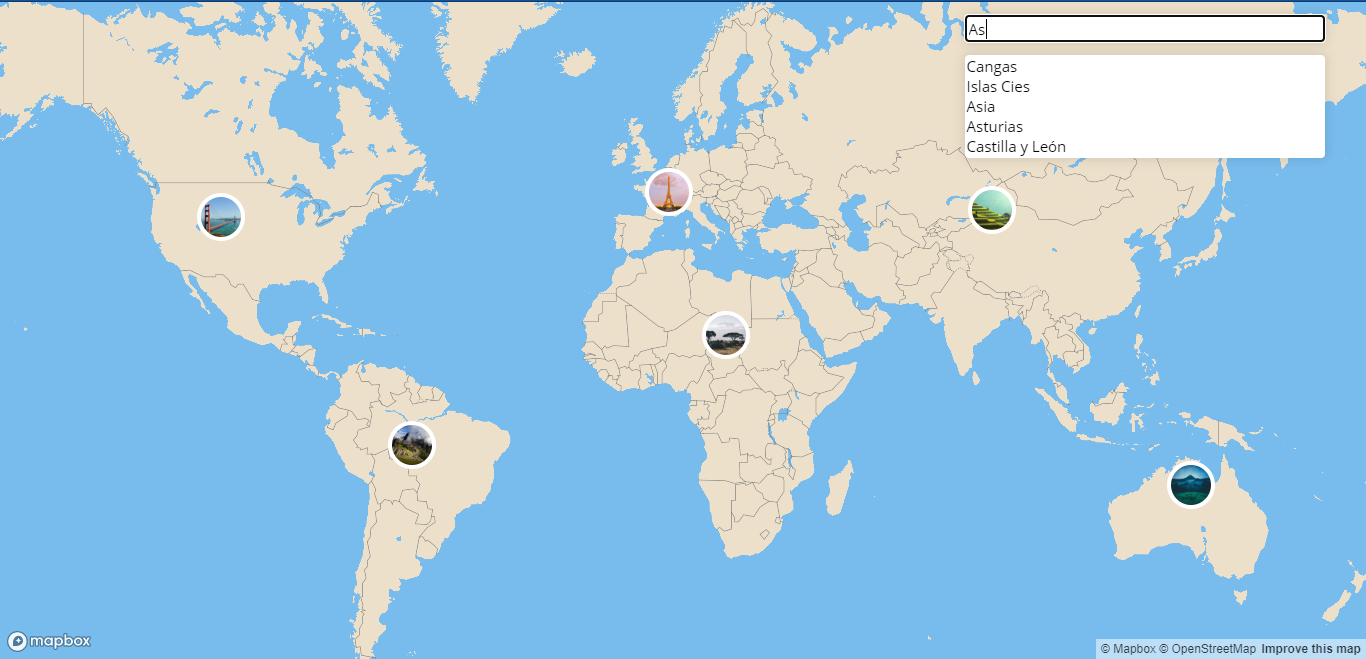 As
Cangas
Islas Cies
Asia
Asturias
Castilla y León
mapbox
© Mapbox © OpenStreetMap Improve this map